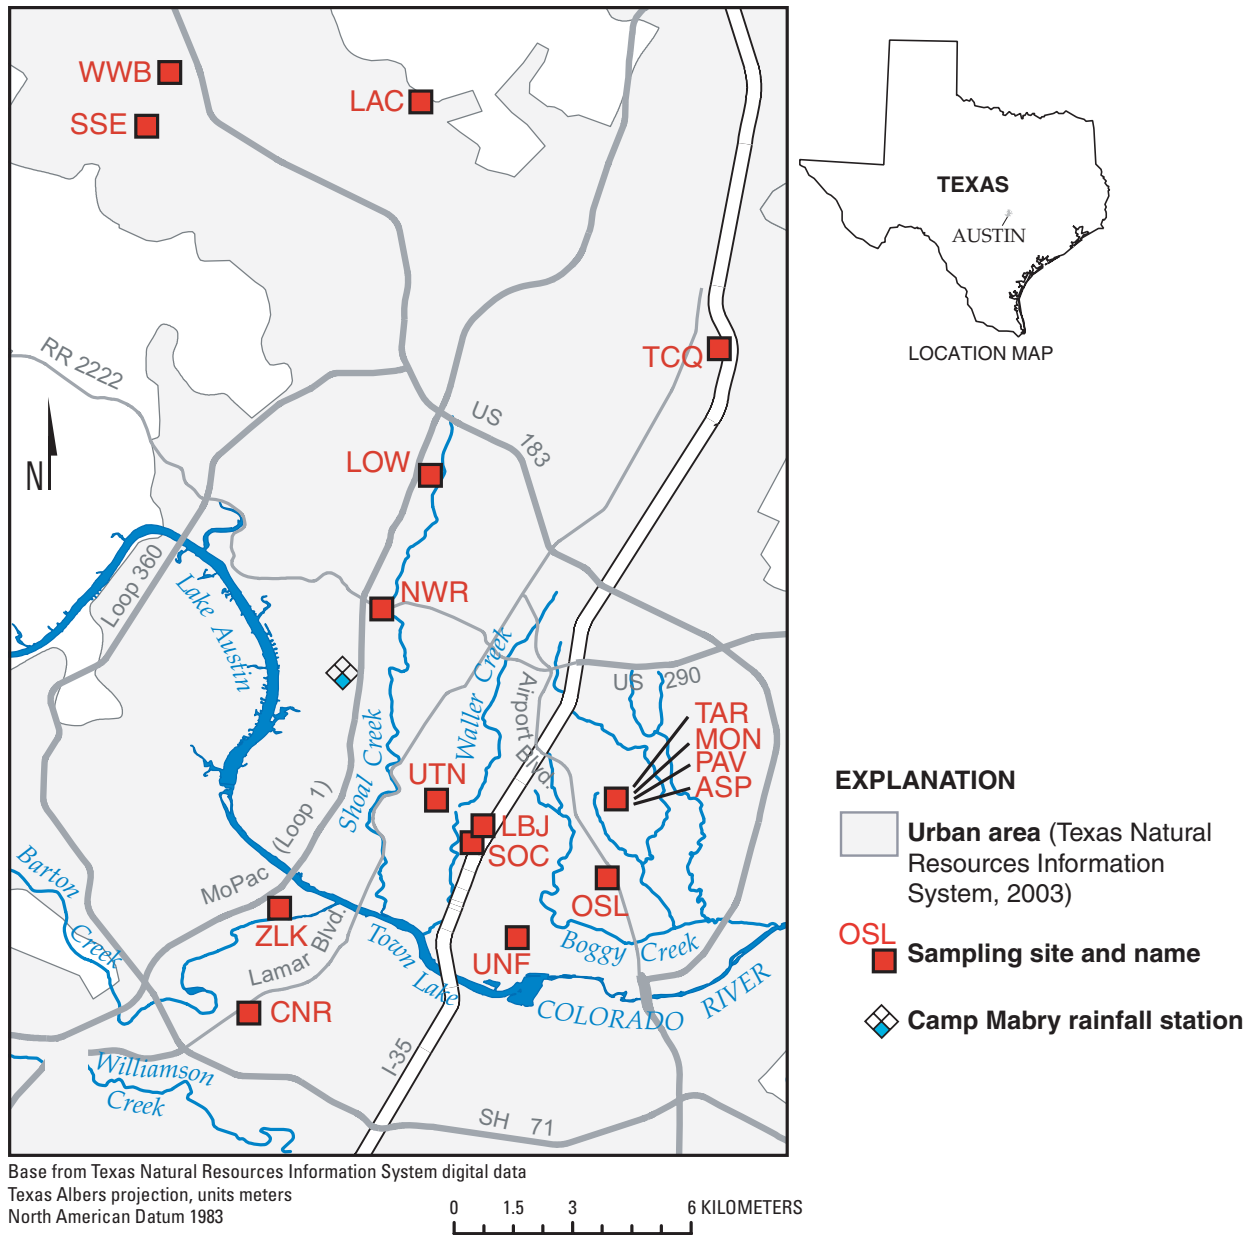 WWB
SSE
LAC
TCQ
RR 2222
US 183
LOW
N
Loop 360
Lake Austin
NWR
Waller Creek
US 290
Airport Blvd.
TAR
MON
PAV
ASP
Shoal Creek
UTN
LBJ
SOC
MoPac (Loop 1)
Barton Creek
OSL
ZLK
Lamar Blvd.
Town Lake
UNF
Boggy Creek
COLORADO RIVER
CNR
I-35
Williamson
Creek
SH 71
TEXAS
AUSTIN
LOCATION MAP
EXPLANATION
Urban area (Texas Natural
Resources Information
System, 2003)
OSL
Sampling site and name
Camp Mabry rainfall station
Base from Texas Natural Resources Information System digital data
Texas Albers projection, units meters
North American Datum 1983
0 1.5 3 6 KILOMETERS